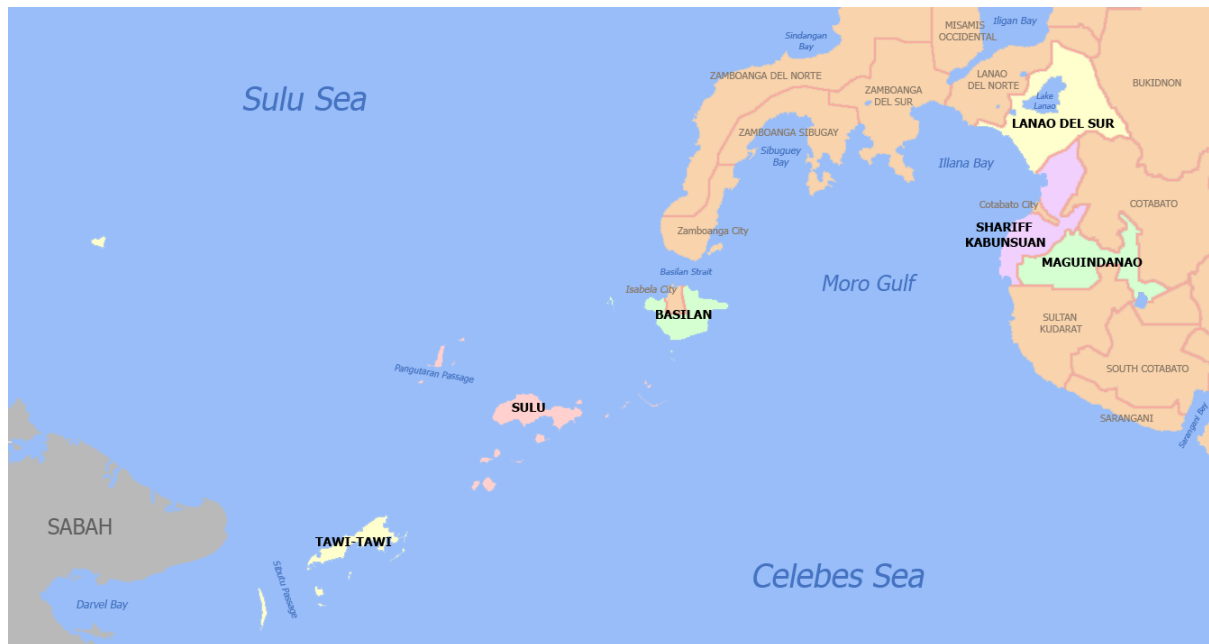 Iligan Bay
MISAMIS
OCCIDENTAL
Sindangan
Bay
ZAMBOANGA DEL NORTE
LANAO
DEL NORTE
BUKIDNON
Sulu Sea
ZAMBOANGA
DEL SUR
Lake
Lanao
LANAO DEL SUR
ZAMBOANGA SIBUGAY
Sibuguey
Bay
Illana Bay
Cotabato City
COTABATO
Zamboanga City
SHARIFF
KABUNSUAN
MAGUINDANAO
Basilan Strait
Moro Gulf
Isabela City
BASILAN
SULTAN
KUDARAT
Pangutaran Passage
SOUTH COTABATO
SULU
SARANGANI
Sarangani Bay
SABAH
TAWI-TAWI
Sibutu Passage
Celebes Sea
Darvel Bay